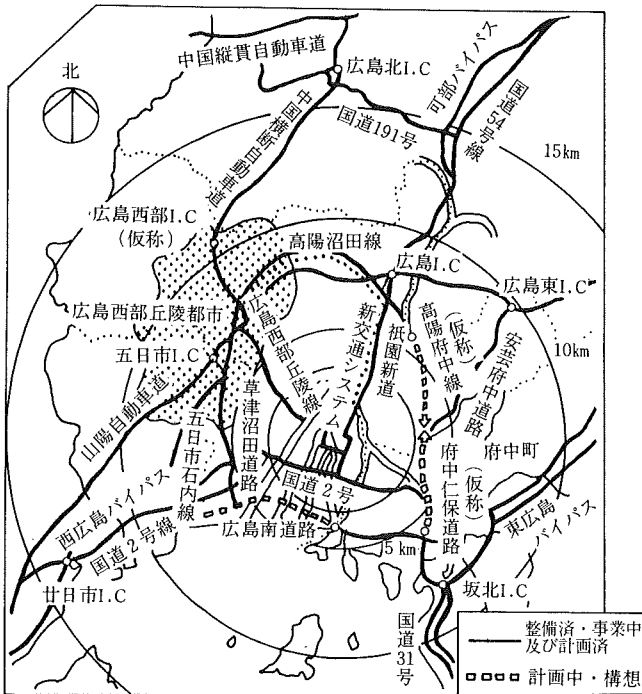 中国縦貫自動車道
広島北I.C
可部バイパス
国道54号線
北
中国横断自動車道
国道191号
15km
広島西部I.C
(仮称)
高陽沼田線
広島I.C
広島東I.C
広島西部丘陵都市
広島西部丘陵線
新交通システム
祇園新道
高陽府中線
(仮称)
安芸府中道路
10km
五日市I.C
山陽自動車道
五日市石内線
草津沼田道路
府中町
府中仁保道路
(仮称)
東広島
バイパス
国道2号
西広島バイパス
国道2号線
広島南道路
5km
廿日市I.C
坂北I.C
国道31号
整備済・事業中
及び計画済
計画中・構想